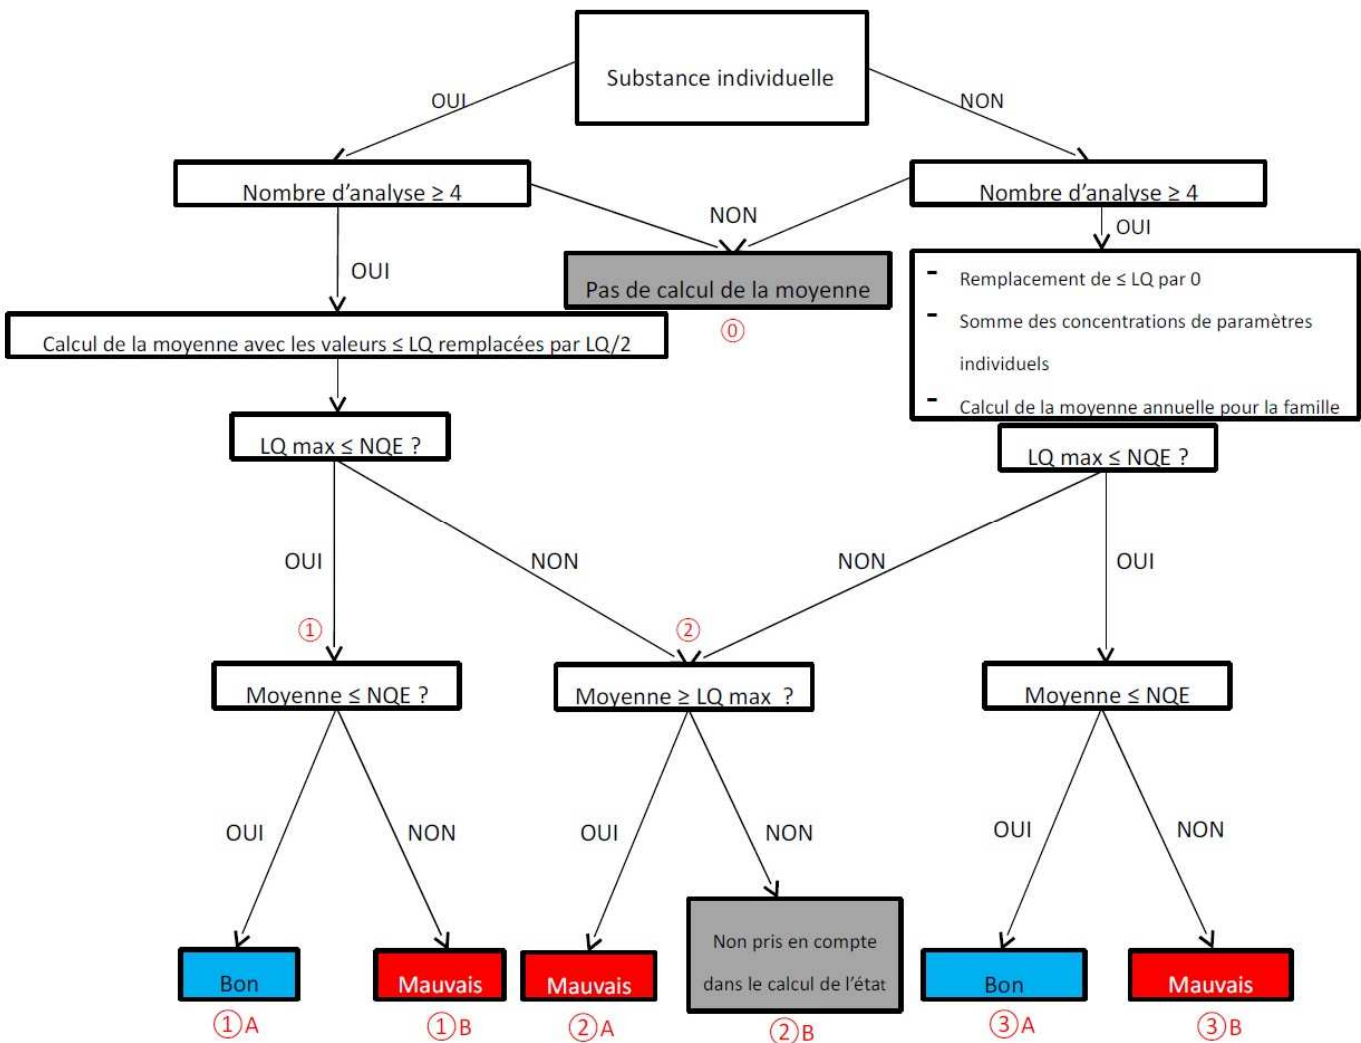 Substance individuelle
OUI
NON
Nombre d'analyse ≥ 4
Nombre d'analyse ≥ 4
NON
OUI
OUI
Pas de calcul de la moyenne
⓪
- Remplacement de ≤ LQ par 0
- Somme des concentrations de paramètres
individuels
- Calcul de la moyenne annuelle pour la famille
Calcul de la moyenne avec les valeurs ≤ LQ remplacées par LQ/2
LQ max ≤ NQE ?
LQ max ≤ NQE ?
OUI
NON
NON
OUI
①
②
Moyenne ≤ NQE ?
Moyenne ≥ LQ max ?
Moyenne ≤ NQE
OUI
NON
OUI
NON
OUI
NON
Bon
Mauvais
Mauvais
Non pris en compte
dans le calcul de l'état
Bon
Mauvais
①A
①B
②A
②B
③A
③B